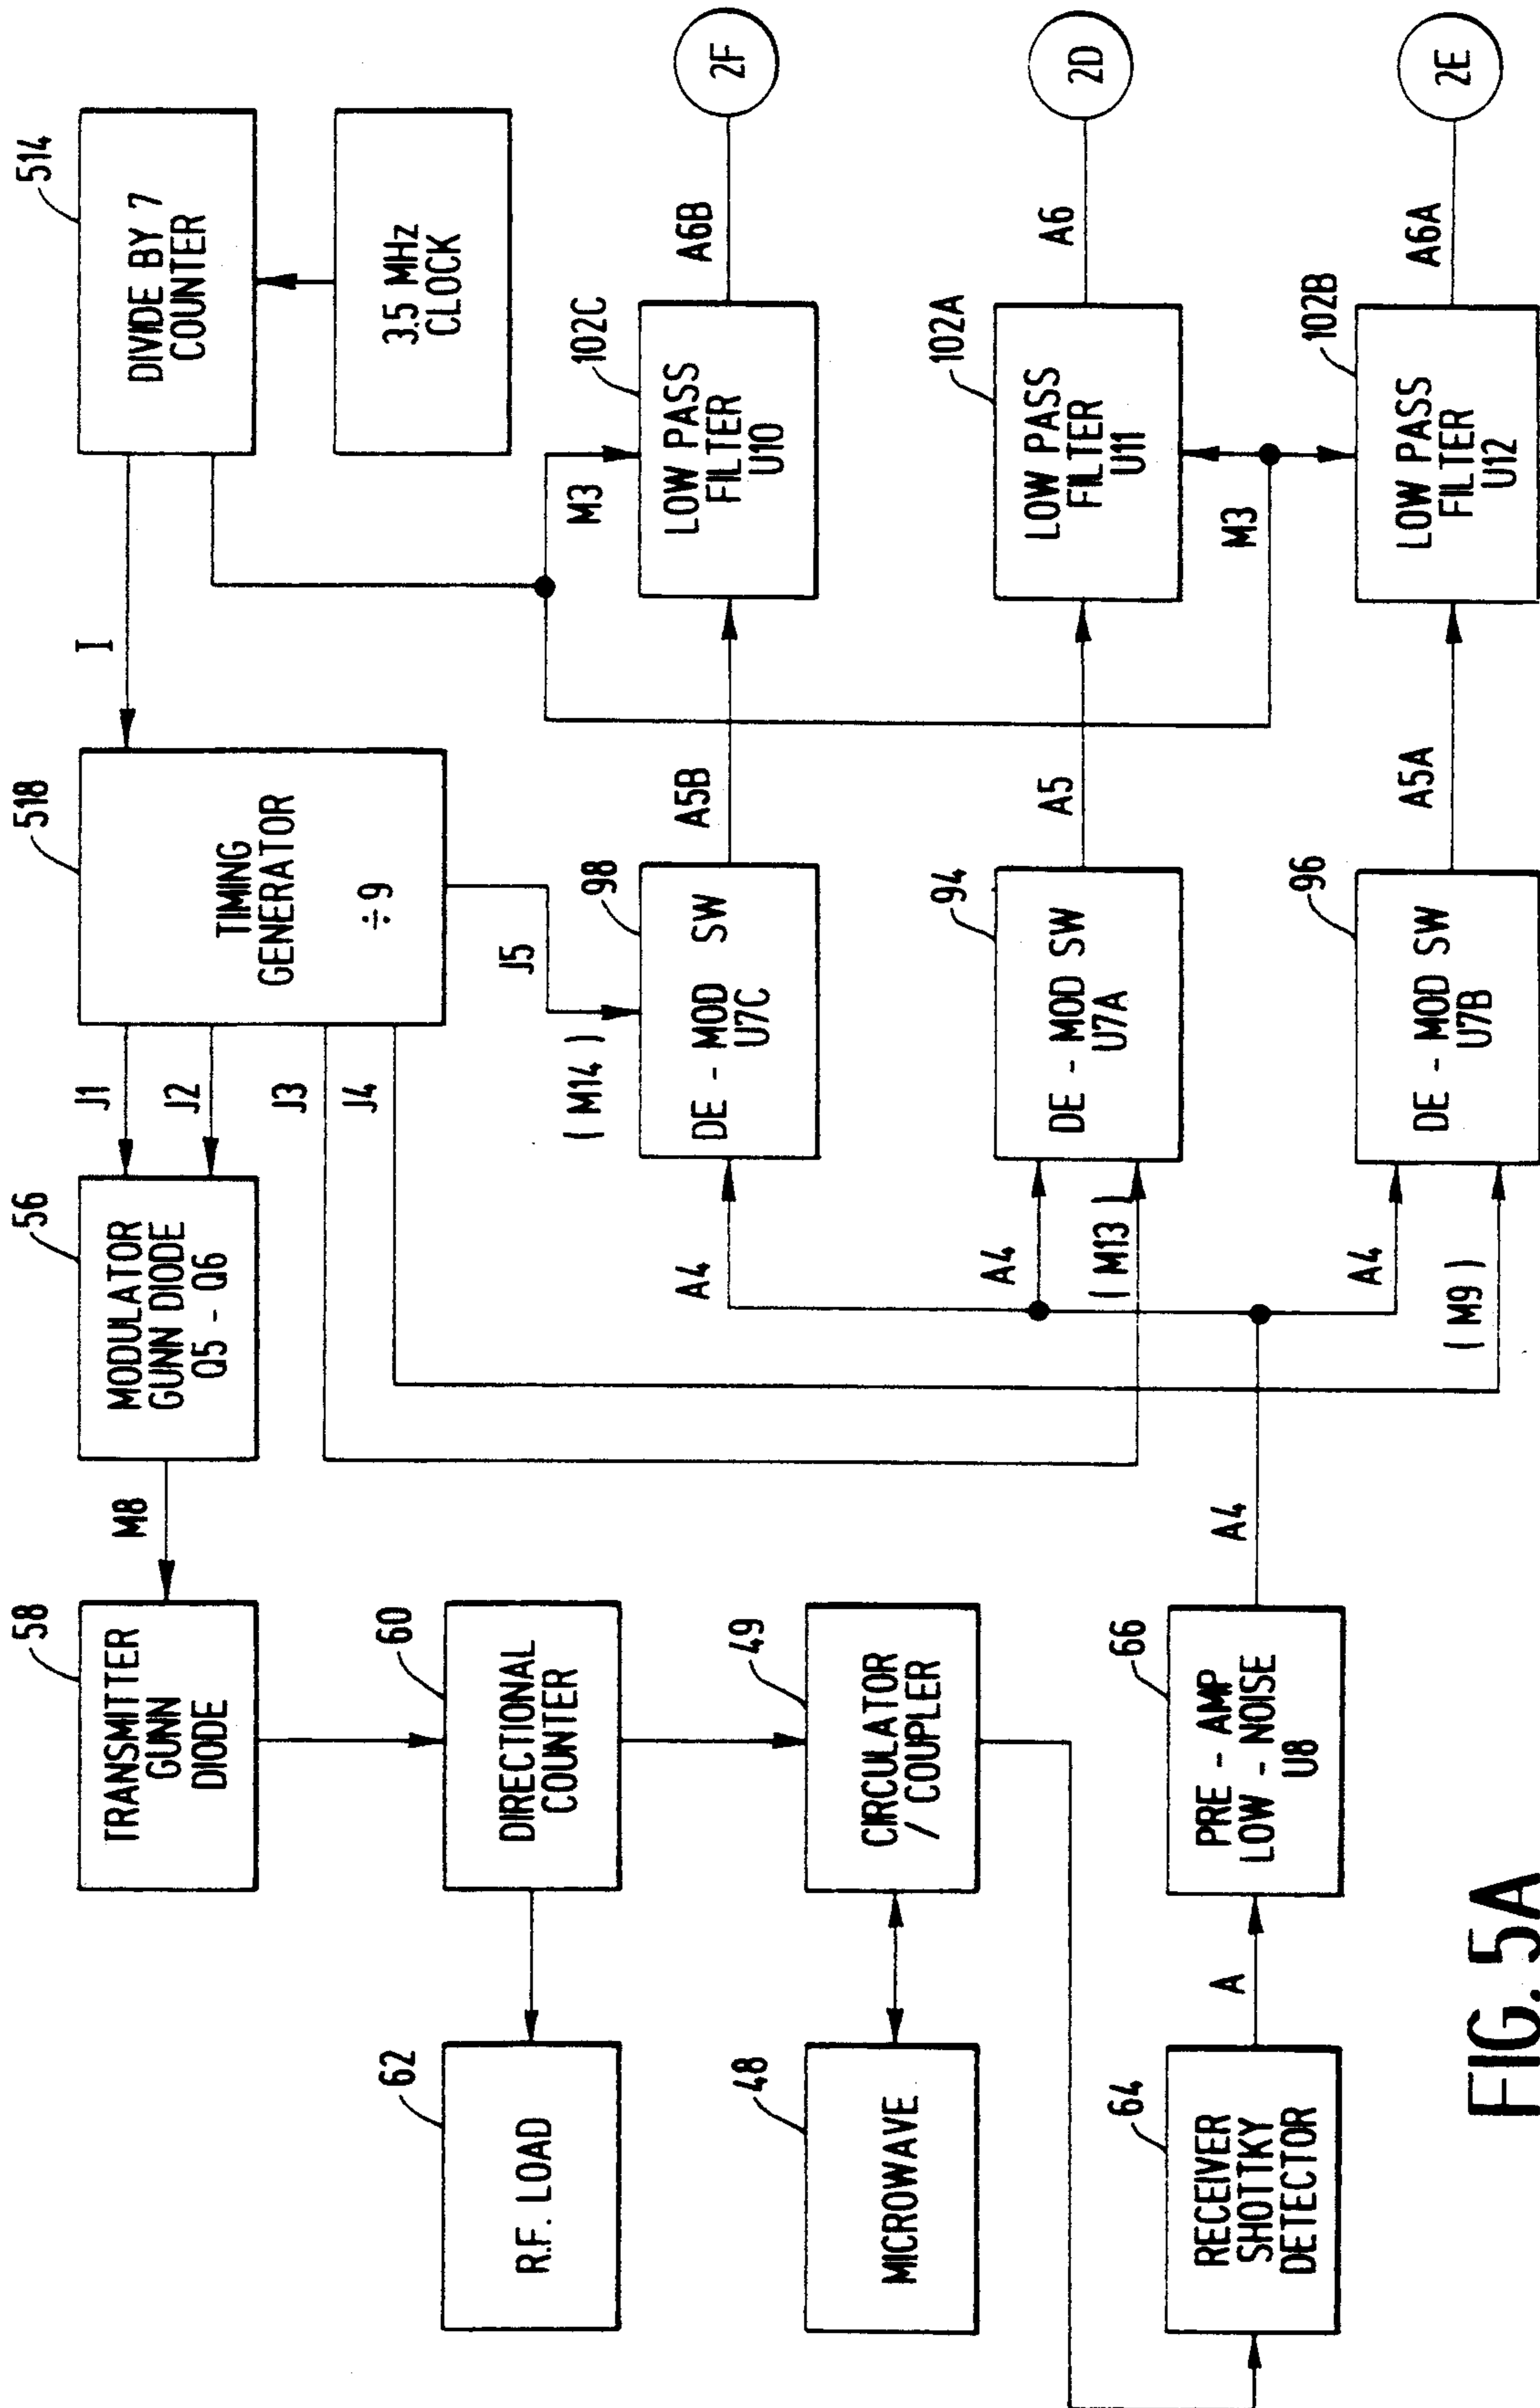 58
TRANSMITTER
GUNN
DIODE
M8
56
MODULATOR
GUNN DIODE
Q5 - Q6
J1
J2
J3
J4
518
TIMING
GENERATOR
÷9
J5
I
514
DIVIDE BY 7
COUNTER
3.5 MHz
CLOCK
62
R.F. LOAD
60
DIRECTIONAL
COUNTER
48
MICROWAVE
49
CIRCULATOR
/ COUPLER
64
RECEIVER
SHOTTKY
DETECTOR
A
66
PRE - AMP
LOW - NOISE
U8
A4
A4
( M14 )
98
DE - MOD SW
U7C
A5B
M3
102C
LOW PASS
FILTER
U10
A6B
2F
A4
( M13 )
94
DE - MOD SW
U7A
A5
102A
LOW PASS
FILTER
U11
A6
2D
M3
A4
( M9 )
96
DE - MOD SW
U7B
A5A
102B
LOW PASS
FILTER
U12
A6A
2E
FIG. 5A